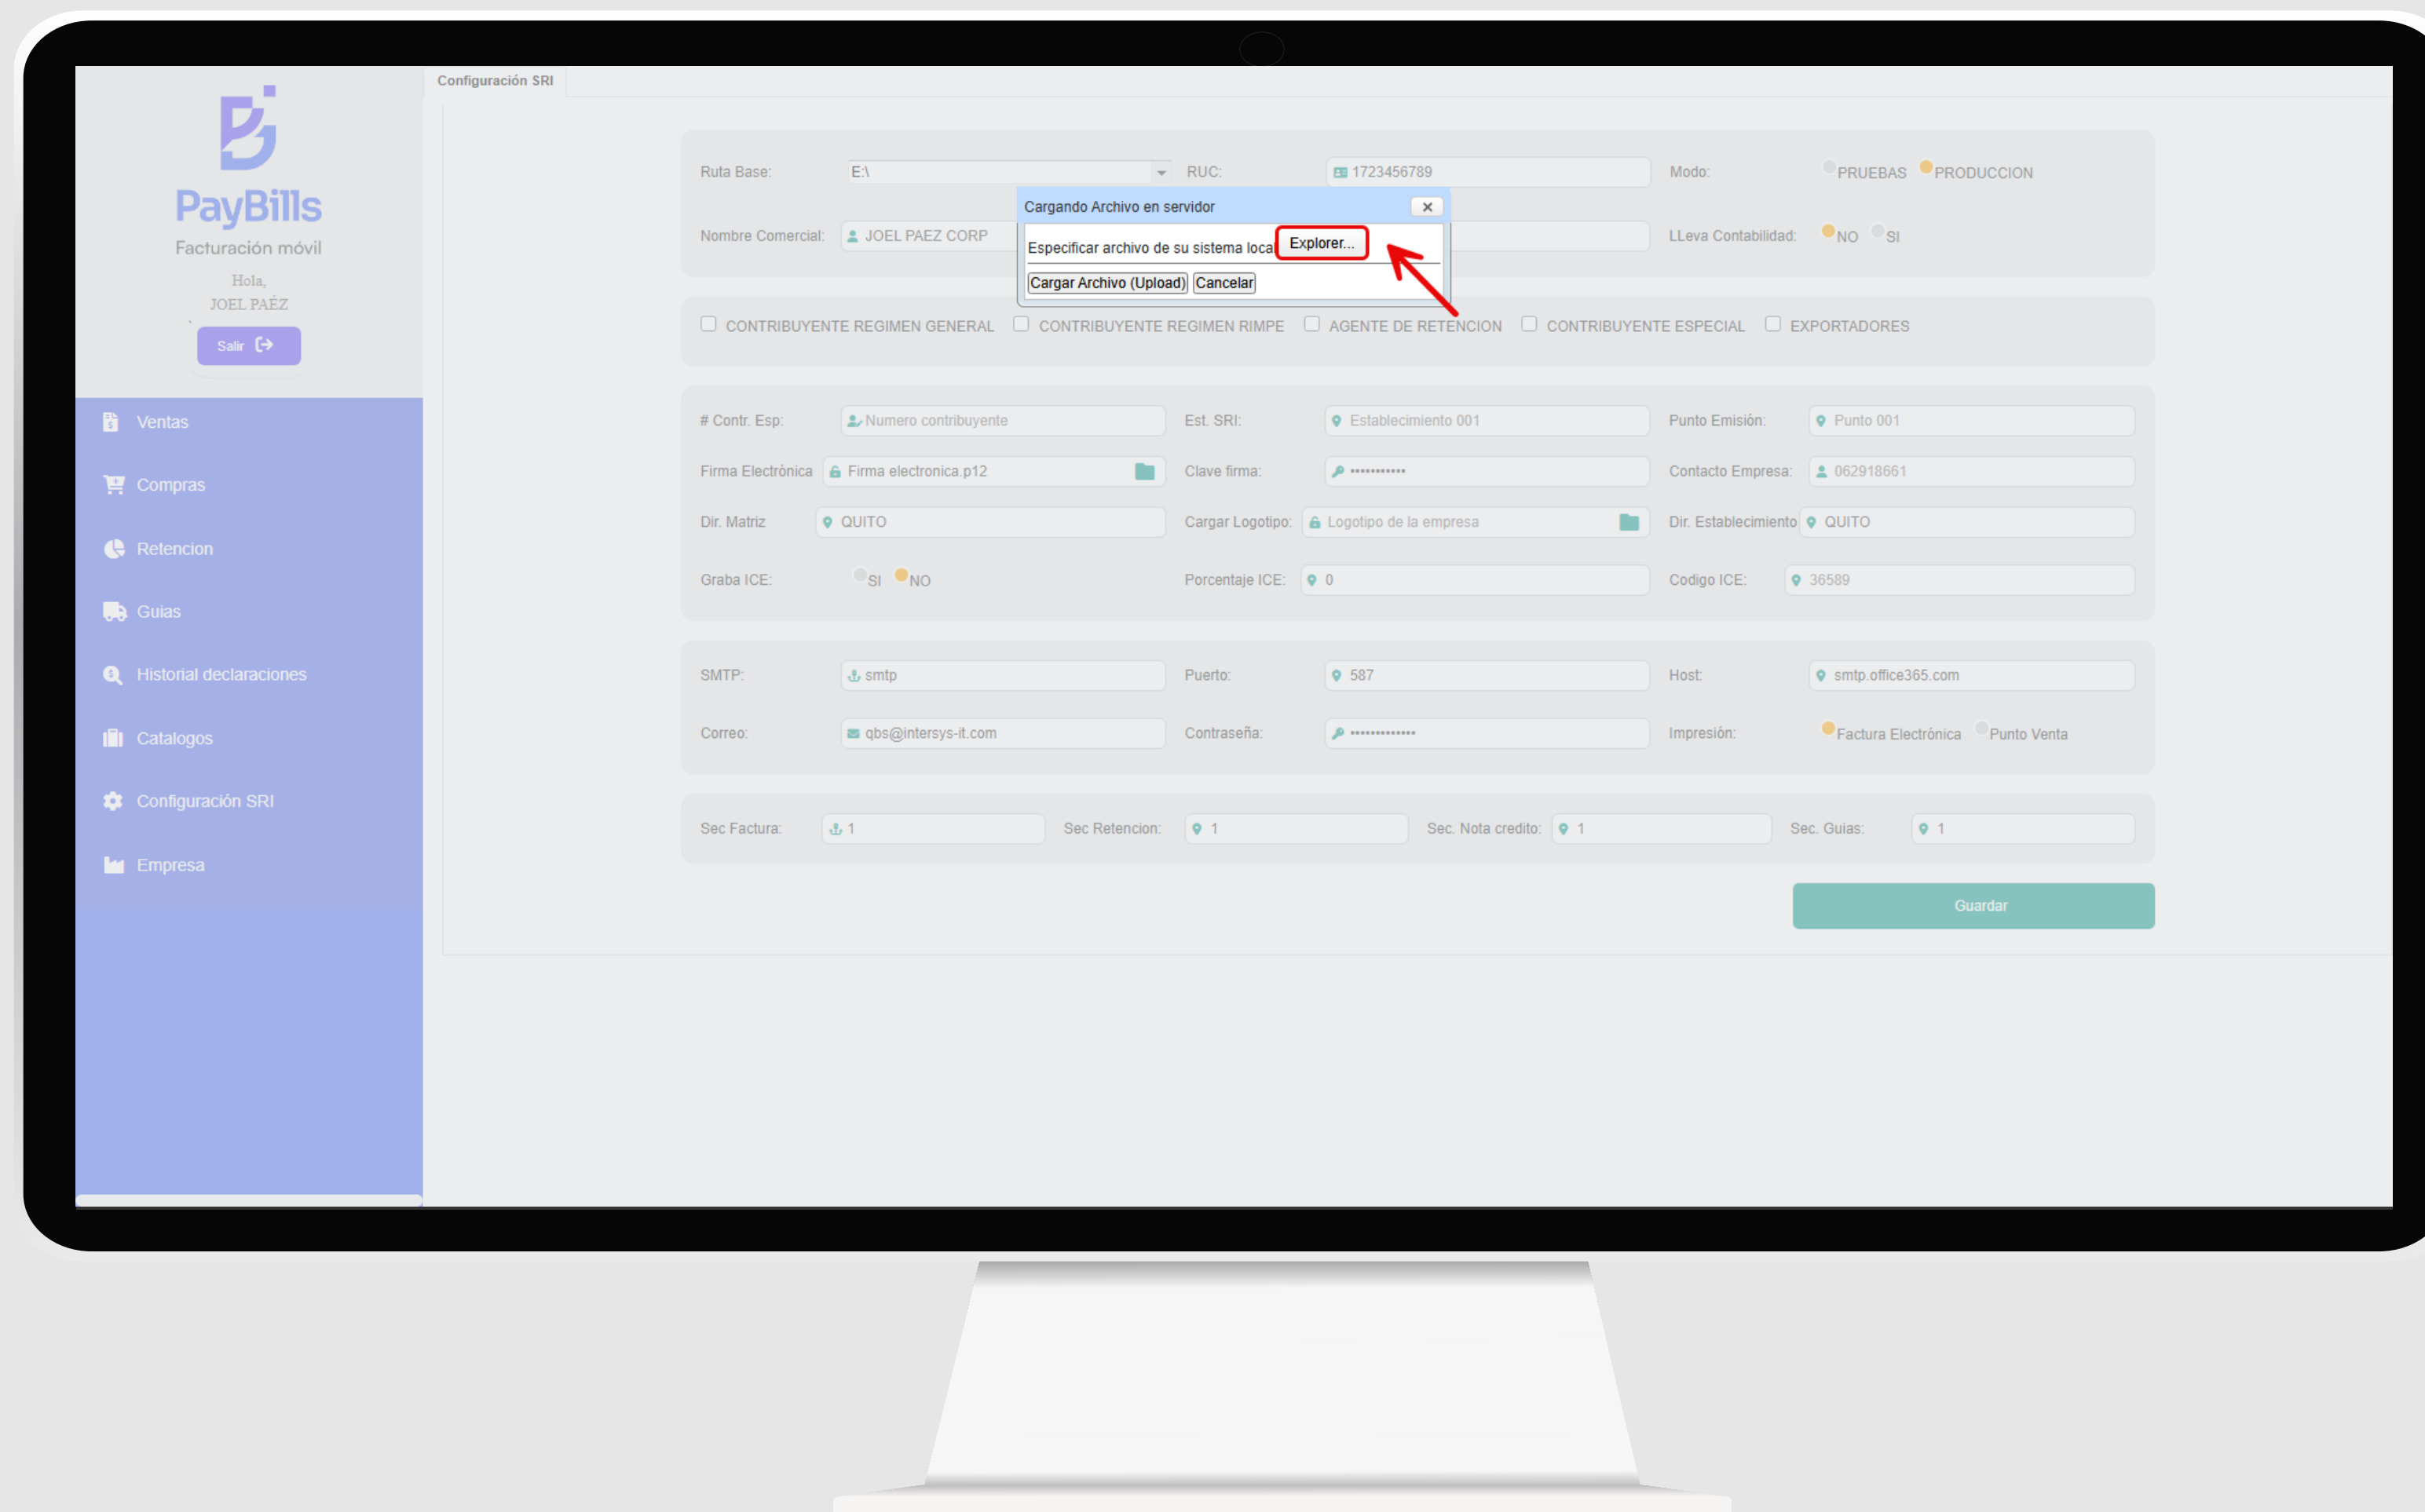 Configuración SRI
PayBills
Facturación móvil
Hola,
JOEL PAÉZ
Salir
Ventas
Compras
Retencion
Guias
Historial declaraciones
Catalogos
Configuración SRI
Empresa
Ruta Base: E:\ RUC: 1723456789 Modo: PRUEBAS PRODUCCION
Cargando Archivo en servidor
Nombre Comercial: JOEL PAEZ CORP LLeva Contabilidad: NO SI
Especificar archivo de su sistema loca Explorer...
Cargar Archivo (Upload) Cancelar
CONTRIBUYENTE REGIMEN GENERAL CONTRIBUYENTE REGIMEN RIMPE AGENTE DE RETENCION CONTRIBUYENTE ESPECIAL EXPORTADORES
# Contr. Esp: Numero contribuyente Est. SRI: Establecimiento 001 Punto Emisión: Punto 001
Firma Electrónica Firma electronica.p12 Clave firma: ••••••••••• Contacto Empresa: 062918661
Dir. Matriz QUITO Cargar Logotipo: Logotipo de la empresa Dir. Establecimiento QUITO
Graba ICE: SI NO Porcentaje ICE: 0 Codigo ICE: 36589
SMTP: smtp Puerto: 587 Host: smtp.office365.com
Correo: qbs@intersys-it.com Contraseña: ••••••••••••• Impresión: Factura Electrónica Punto Venta
Sec Factura: 1 Sec Retencion: 1 Sec. Nota credito: 1 Sec. Guias: 1
Guardar